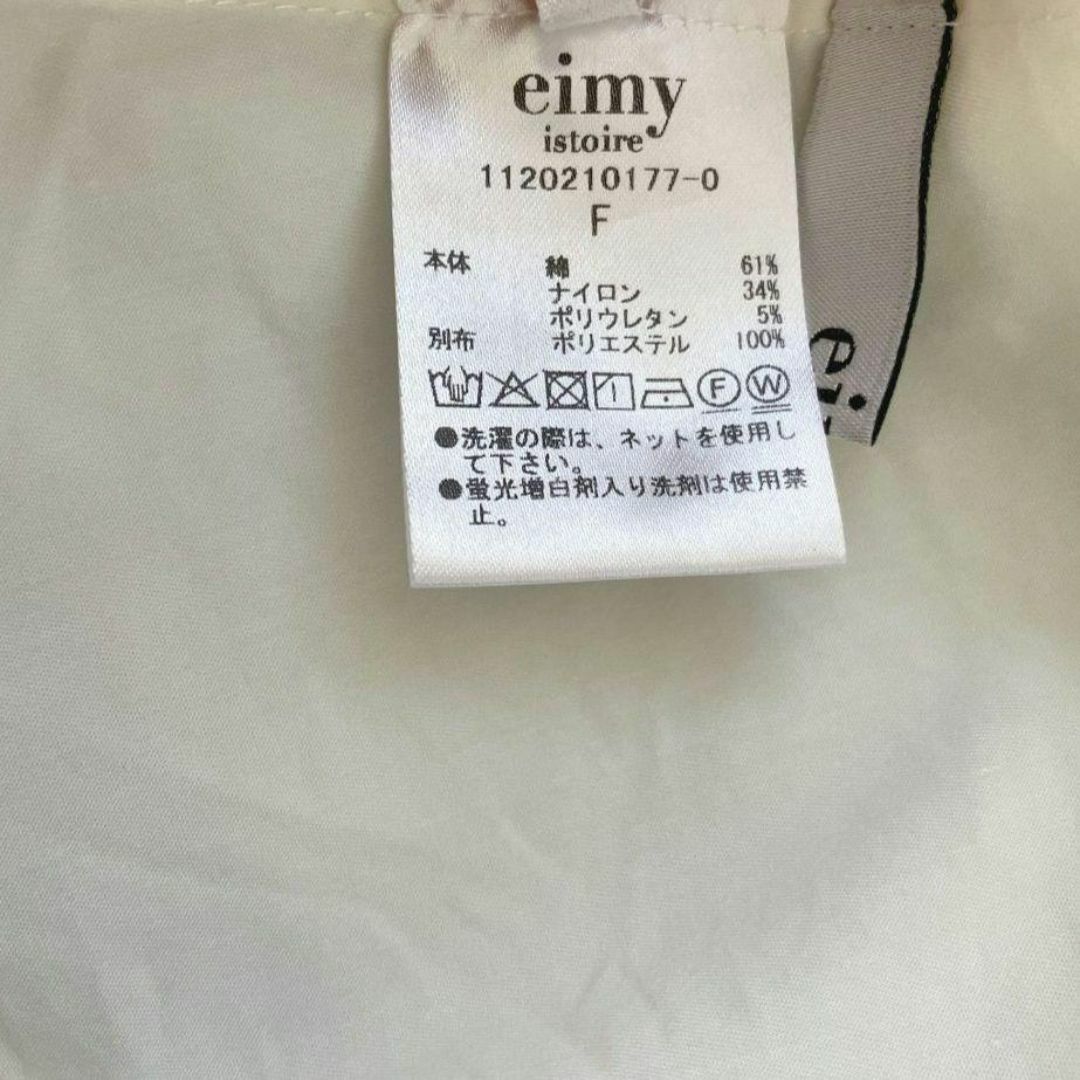 eimy
istoire
1120210177-0
F
本体 綿 61%
ナイロン 34%
ポリウレタン 5%
別布 ポリエステル 100%
F W
●洗濯の際は、ネットを使用し
て下さい。
●蛍光増白剤入り洗剤は使用禁
止。
ei